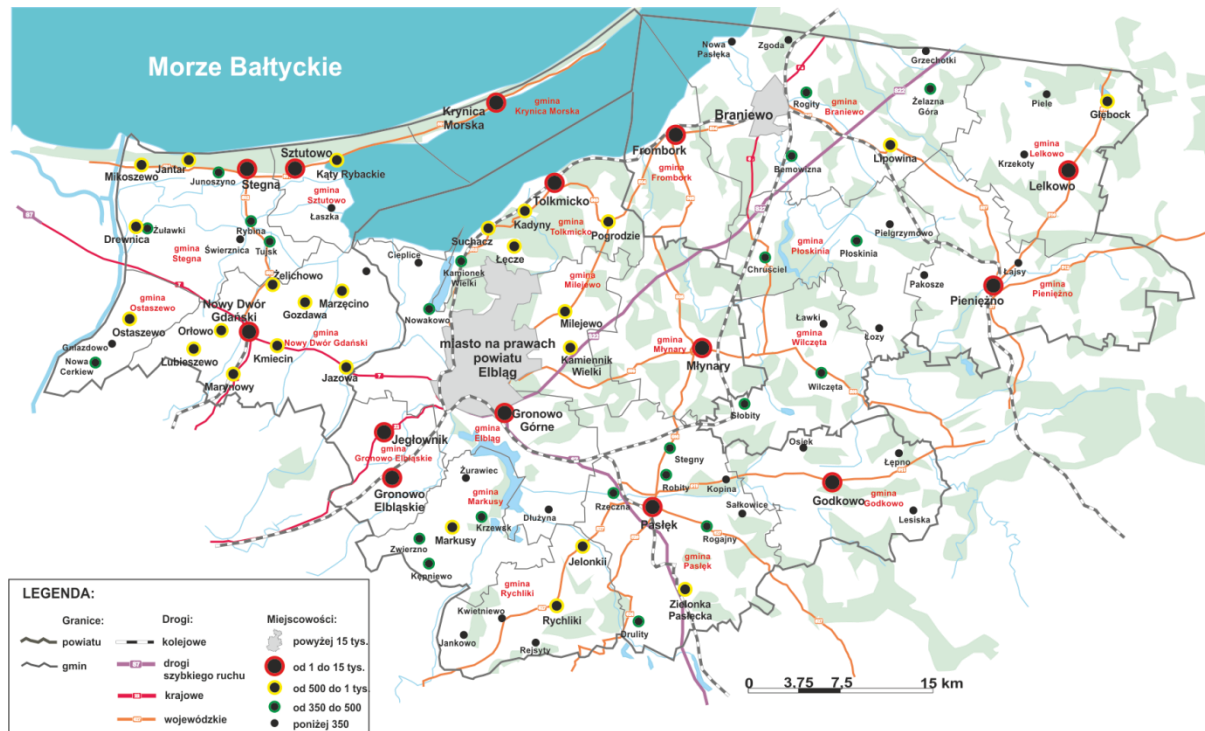 Morze Bałtyckie
Nowa
Pasłęka
Zgoda
Grzechotki
Krynica
Morska
gmina
Krynica Morska
Braniewo
Rogity
gmina
Braniewo
Żelazna
Góra
Piele
Głębock
Frombork
gmina
Frombork
Bemowizna
Lipowina
Krzekoty
gmina
Lelkowo
Lelkowo
Mikoszewo
Jantar
Junoszyno
Stegna
Sztutowo
Kąty Rybackie
gmina
Sztutowo
Łaszka
Tolkmicko
Kadyny
gmina
Tolkmicko
Pogrodzie
Suchacz
Łęcze
Drewnica
Żuławki
Rybina
Świerznica
Tujsk
gmina
Stegna
Cieplice
Kamionek
Wielki
gmina
Milejewo
Chruściel
gmina
Płoskinia
Płoskinia
Pielgrzymowo
Łajsy
Pakosze
Pieniężno
gmina
Pieniężno
Żelichowo
Gozdawa
Marzęcino
Nowakowo
gmina
Ostaszewo
Ostaszewo
Nowy Dwór
Gdański
Orłowo
gmina
Nowy Dwór Gdański
Gniazdowo
Nowa
Cerkiew
Lubieszewo
Kmiecin
Marynowy
Jazowa
Milejewo
Kamiennik
Wielki
miasto na prawach
powiatu
Elbląg
gmina
Młynary
Młynary
Ławki
gmina
Wilczęta
Łozy
Wilczęta
Słobity
Gronowo
Górne
gmina
Elbląg
Jegłownik
gmina
Gronowo Elbląskie
Gronowo
Elbląskie
Żurawiec
gmina
Markusy
Krzewsk
Markusy
Zwierzno
Kępniewo
Dłużyna
Stegny
Robity
Rzeczna
Kopina
Sałkowice
Pasłęk
Rogajny
gmina
Pasłęk
Osiek
Łępno
Godkowo
gmina
Godkowo
Lesiska
Jelonkii
gmina
Rychliki
Kwietniewo
Rychliki
Jankowo
Rejsyty
Drulity
Zielonka
Pasłęcka
LEGENDA:
Granice:
powiatu
gmin
Drogi:
kolejowe
drogi
szybkiego ruchu
krajowe
wojewódzkie
Miejscowości:
powyżej 15 tys.
od 1 do 15 tys.
od 500 do 1 tys.
od 350 do 500
poniżej 350
0 3.75 7.5 15 km